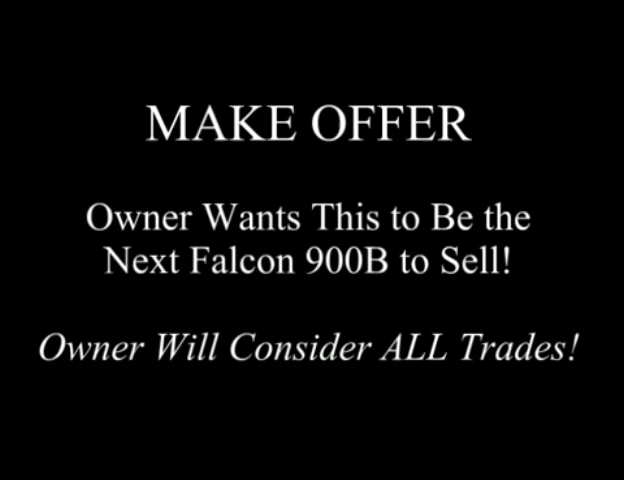 MAKE OFFER
Owner Wants This to Be the
Next Falcon 900B to Sell!
Owner Will Consider ALL Trades!